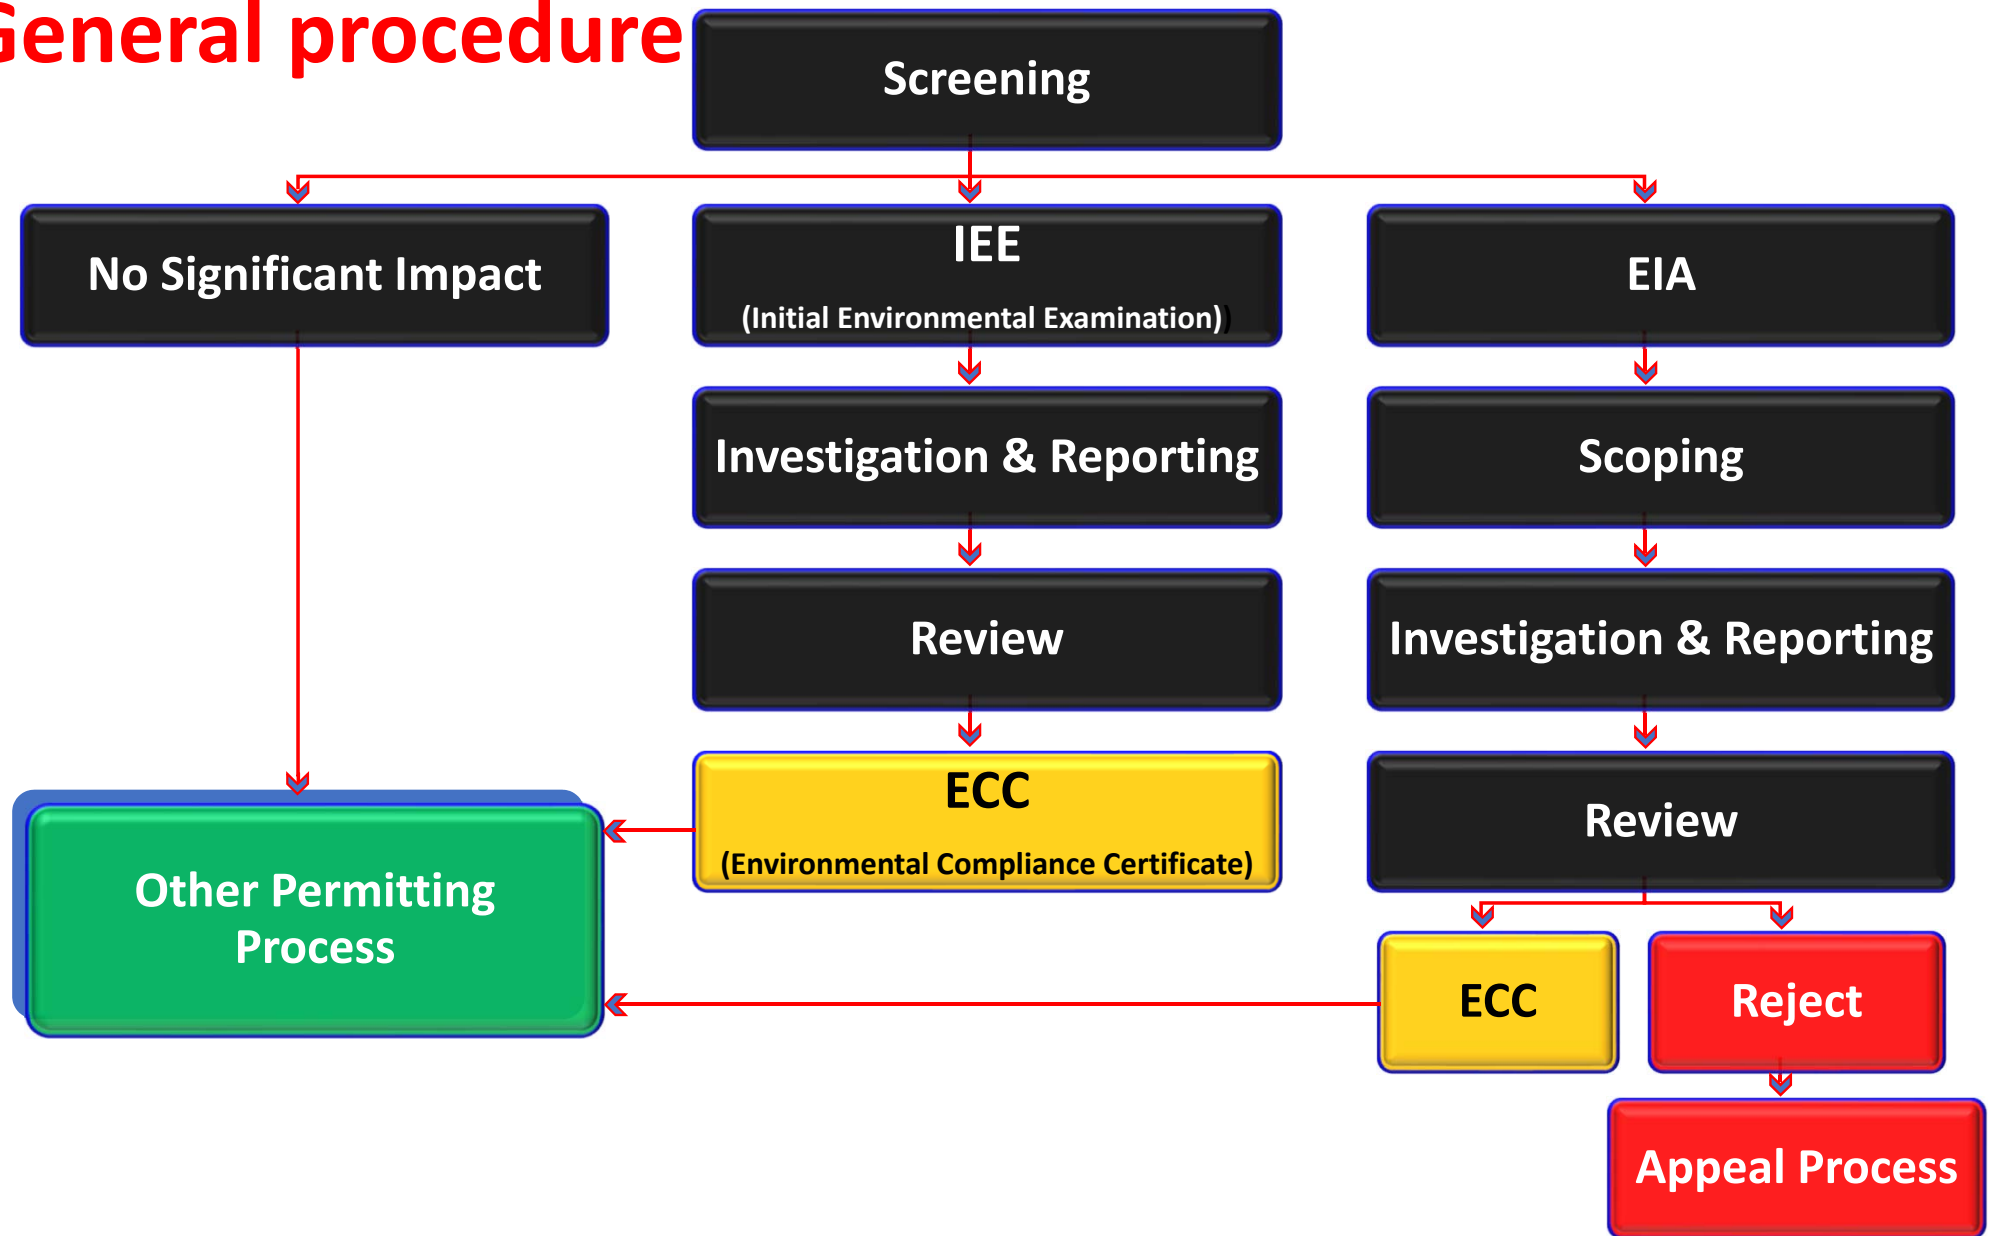 General procedure
Screening
No Significant Impact
IEE
(Initial Environmental Examination))
EIA
Investigation & Reporting
Scoping
Review
Investigation & Reporting
ECC
(Environmental Compliance Certificate)
Review
Other Permitting
Process
ECC
Reject
Appeal Process